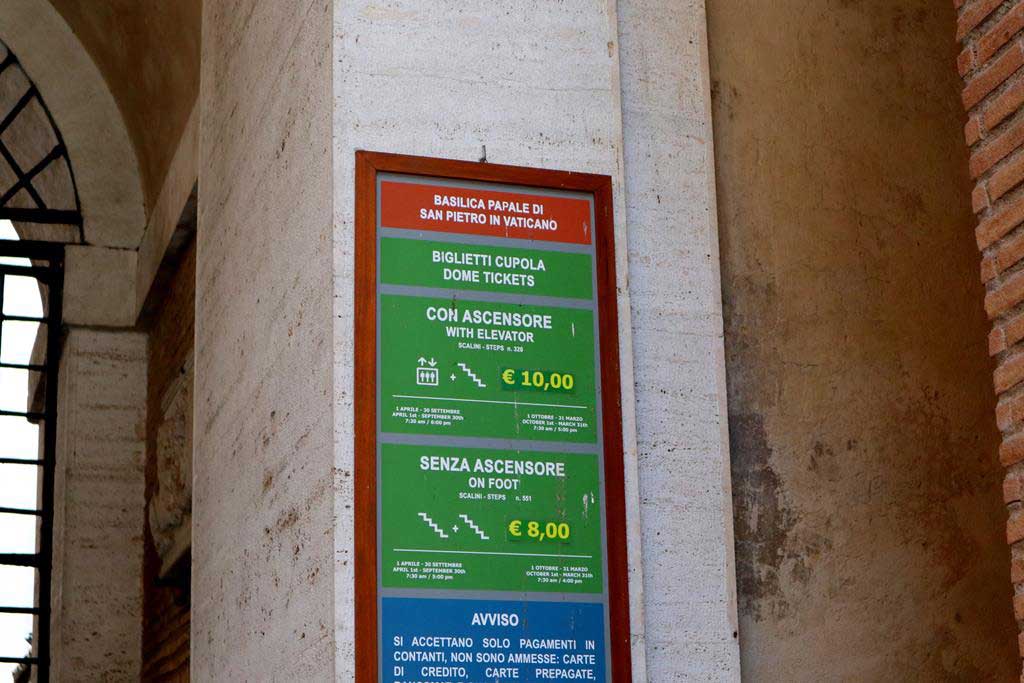 BASILICA PAPALE DI
SAN PIETRO IN VATICANO
BIGLIETTI CUPOLA
DOME TICKETS
CON ASCENSORE
WITH ELEVATOR
SCALINI - STEPS n. 320
+ € 10,00
1 APRILE - 30 SETTEMBRE
APRIL 1st - SEPTEMBER 30th
7:30 am / 6:00 pm
1 OTTOBRE - 31 MARZO
OCTOBER 1st - MARCH 31th
7:30 am / 5:00 pm
SENZA ASCENSORE
ON FOOT
SCALINI - STEPS n. 551
+ € 8,00
1 APRILE - 30 SETTEMBRE
APRIL 1st - SEPTEMBER 30th
7:30 am / 5:00 pm
1 OTTOBRE - 31 MARZO
OCTOBER 1st - MARCH 31th
7:30 am / 4:00 pm
AVVISO
SI ACCETTANO SOLO PAGAMENTI IN
CONTANTI, NON SONO AMMESSE: CARTE
DI CREDITO, CARTE PREPAGATE,